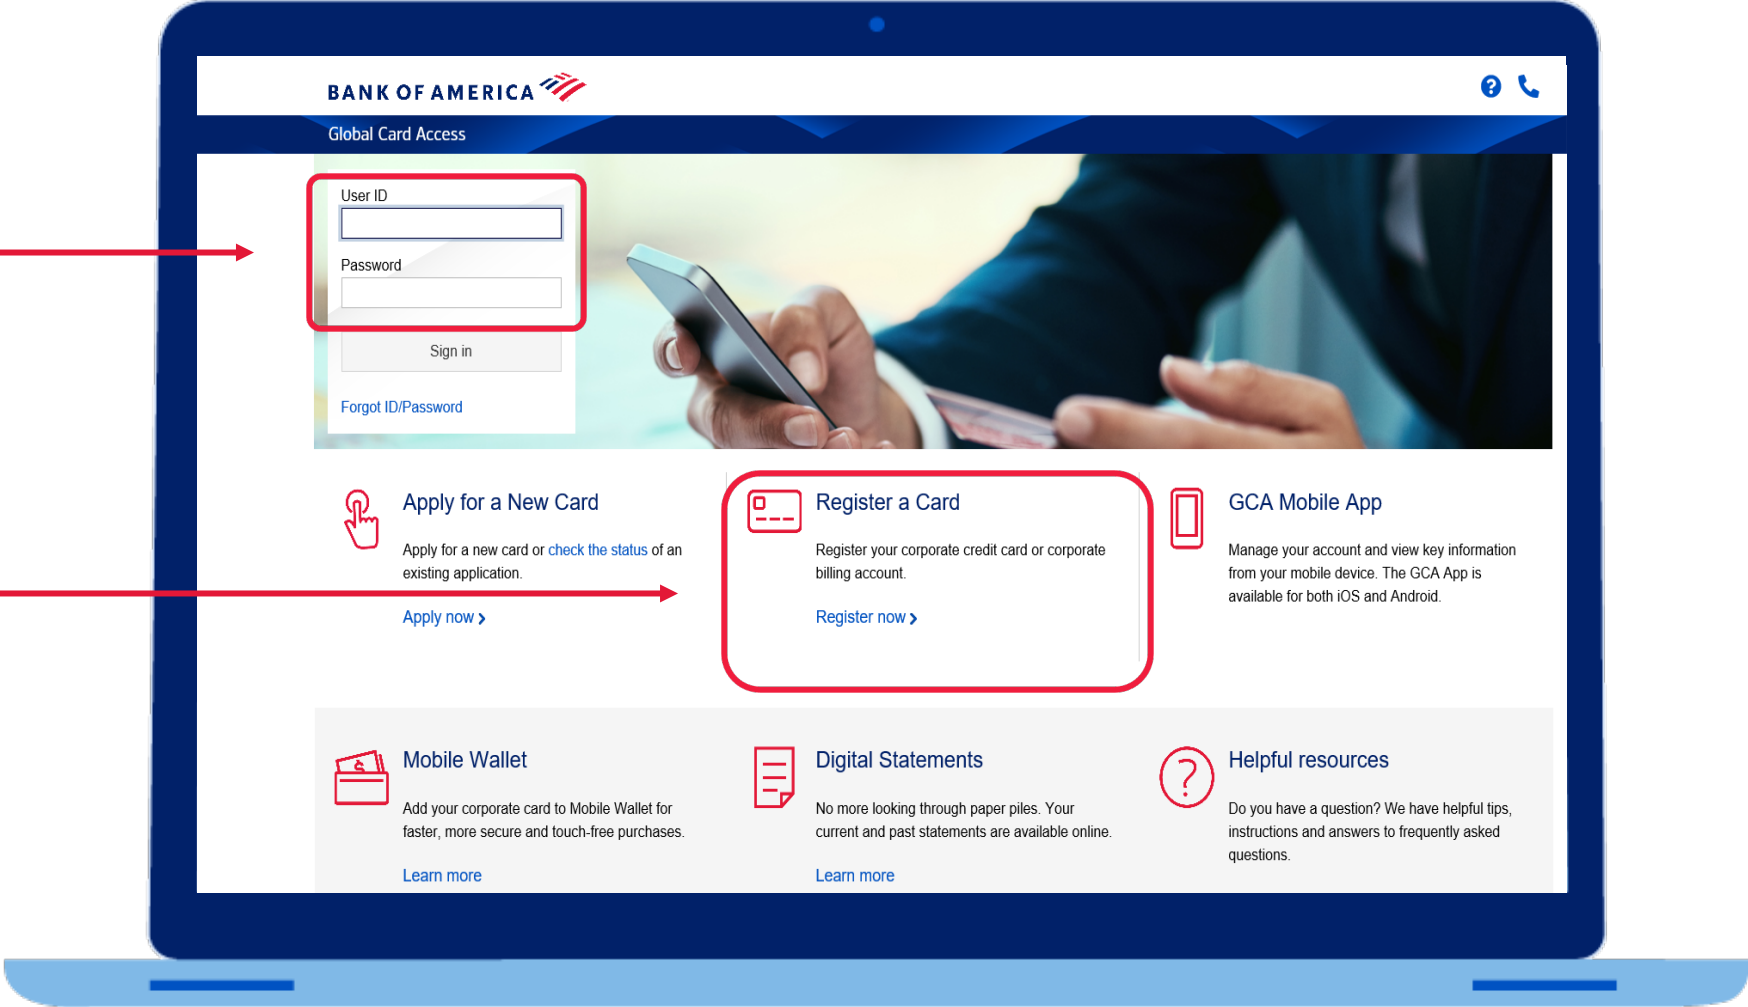 BANK OF AMERICA
Global Card Access
User ID
Password
Sign in
Forgot ID/Password
Apply for a New Card
Apply for a new card or check the status of an
existing application.
Apply now
Register a Card
Register your corporate credit card or corporate
billing account.
Register now
GCA Mobile App
Manage your account and view key information
from your mobile device. The GCA App is
available for both iOS and Android.
Mobile Wallet
Add your corporate card to Mobile Wallet for
faster, more secure and touch-free purchases.
Learn more
Digital Statements
No more looking through paper piles. Your
current and past statements are available online.
Learn more
Helpful resources
Do you have a question? We have helpful tips,
instructions and answers to frequently asked
questions.